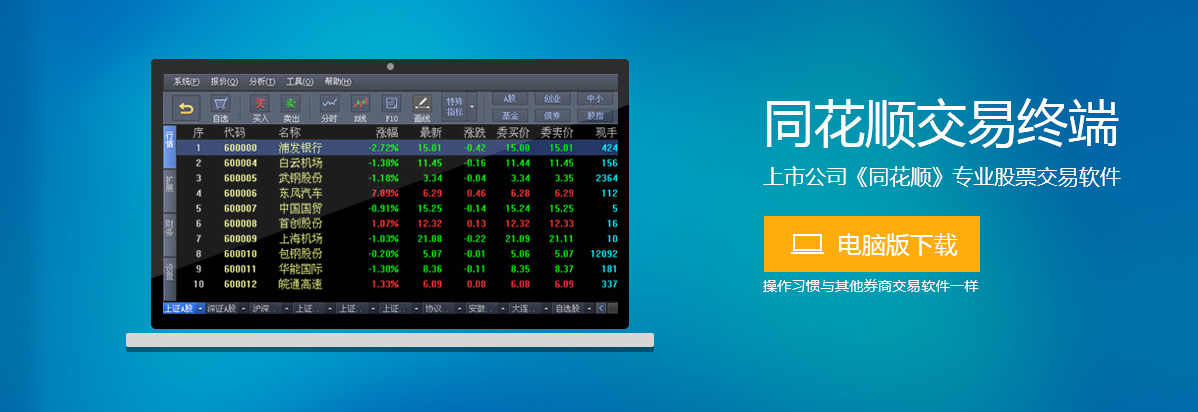 系统(F) 报价(Q) 分析(T) 工具(O) 帮助(H)
自选 买入 卖出 分时 K线 F10 画线 特殊指标 A股 创业 中小
基金 债券 股指
行情
扩展
财务
设置
序 代码 名称 涨幅 最新 涨跌 委买价 委卖价 现手
1 600000 浦发银行 -2.72% 15.01 -0.42 15.00 15.01 424
2 600004 白云机场 -1.38% 11.45 -0.16 11.44 11.45 156
3 600005 武钢股份 -1.18% 3.34 -0.04 3.34 3.35 2364
4 600006 东风汽车 7.89% 6.29 0.46 6.28 6.29 112
5 600007 中国国贸 -0.91% 15.25 -0.14 15.24 15.25 5
6 600008 首创股份 1.07% 12.32 0.13 12.32 12.33 16
7 600009 上海机场 -1.03% 21.08 -0.22 21.09 21.11 10
8 600010 包钢股份 -0.20% 5.07 -0.01 5.06 5.07 12092
9 600011 华能国际 -1.30% 8.36 -0.11 8.35 8.37 181
10 600012 皖通高速 1.33% 6.09 0.08 6.08 6.09 337
上证A股 深证A股 沪深.. 上证.. 上证.. 上证.. 协议.. 安徽.. 大连.. 自选股
同花顺交易终端
上市公司《同花顺》专业股票交易软件
电脑版下载
操作习惯与其他券商交易软件一样